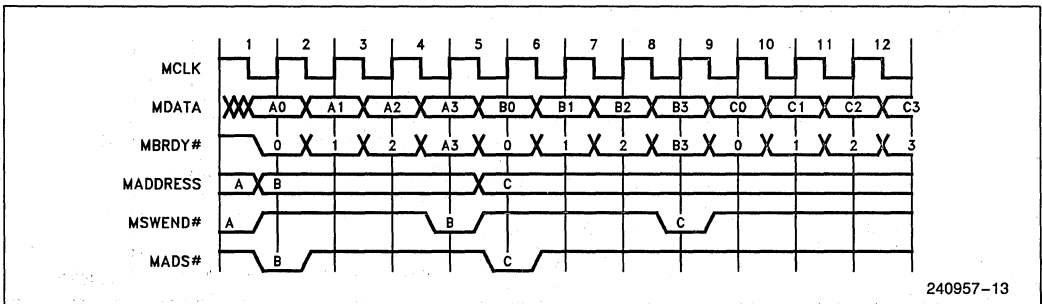 1 2 3 4 5 6 7 8 9 10 11 12
MCLK
MDATA A0 A1 A2 A3 B0 B1 B2 B3 C0 C1 C2 C3
MBRDY# 0 1 2 A3 0 1 2 B3 0 1 2 3
MADDRESS A B C
MSWEND# A B C
MADS# B C
240957-13